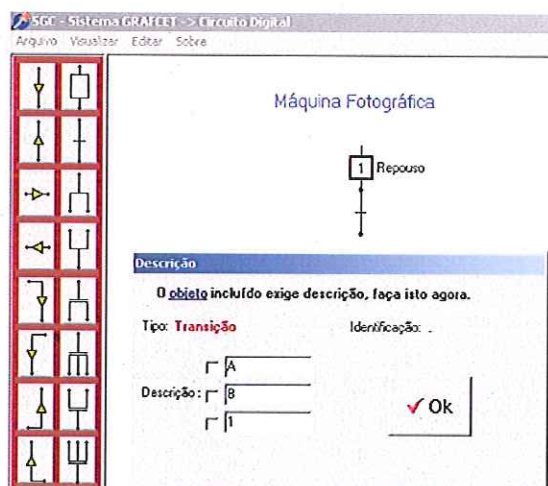 SGC - Sistema GRAFCET -> Circuito Digital
Arquivo Visualizar Editar Sobre
Máquina Fotográfica
1 Repouso
Descrição
O objeto incluído exige descrição, faça isto agora.
Tipo: Transição Identificação: .
A
Descrição: B
1
Ok